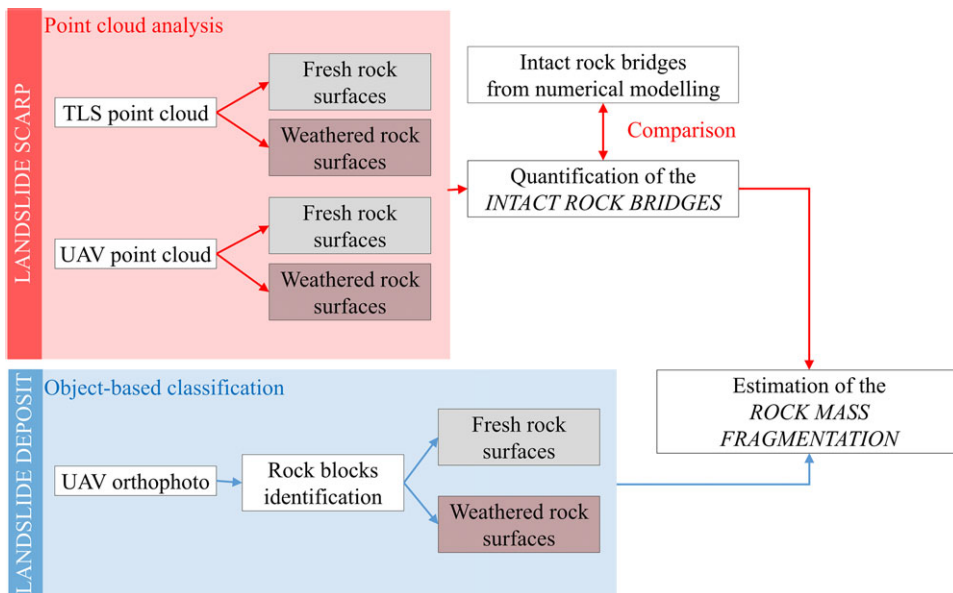 LANDSLIDE SCARP
Point cloud analysis
TLS point cloud
Fresh rock
surfaces
Weathered rock
surfaces
UAV point cloud
Fresh rock
surfaces
Weathered rock
surfaces
Intact rock bridges
from numerical modelling
Comparison
Quantification of the
INTACT ROCK BRIDGES
LANDSLIDE DEPOSIT
Object-based classification
UAV orthophoto
Rock blocks
identification
Fresh rock
surfaces
Weathered rock
surfaces
Estimation of the
ROCK MASS
FRAGMENTATION